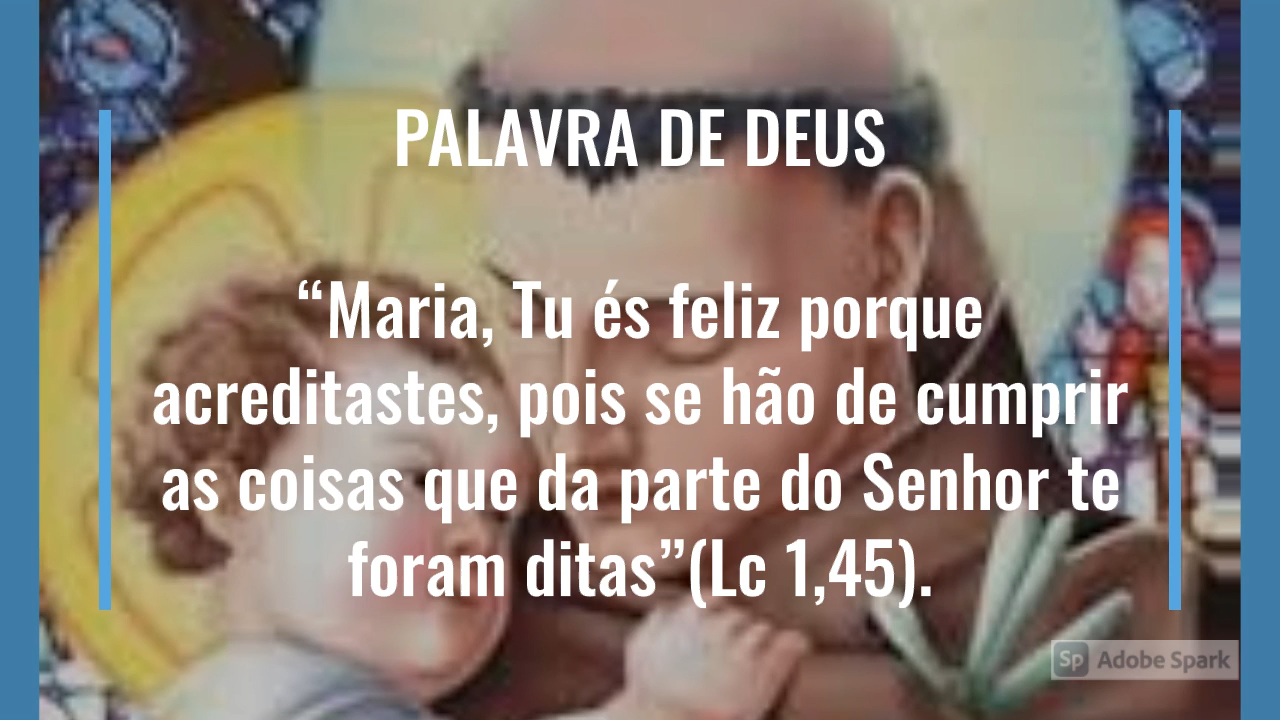 PALAVRA DE DEUS
“Maria, Tu és feliz porque
acreditastes, pois se hão de cumprir
as coisas que da parte do Senhor te
foram ditas”(Lc 1,45).
Sp Adobe Spark